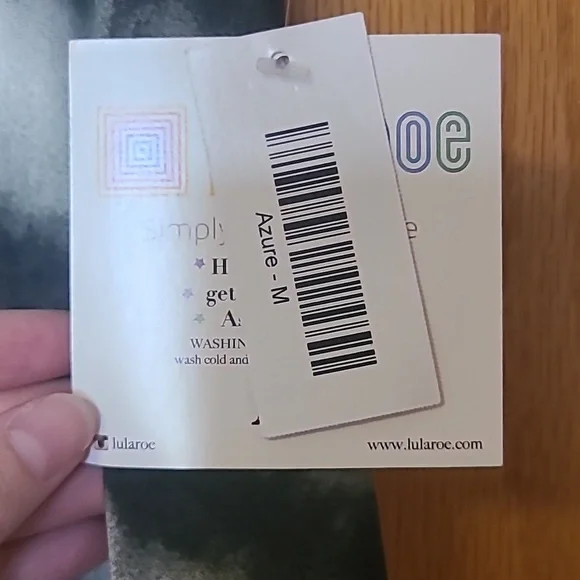 oe
simply
e
H
get
A
WASHIN
wash cold and
Azure - M
lularoe
www.lularoe.com